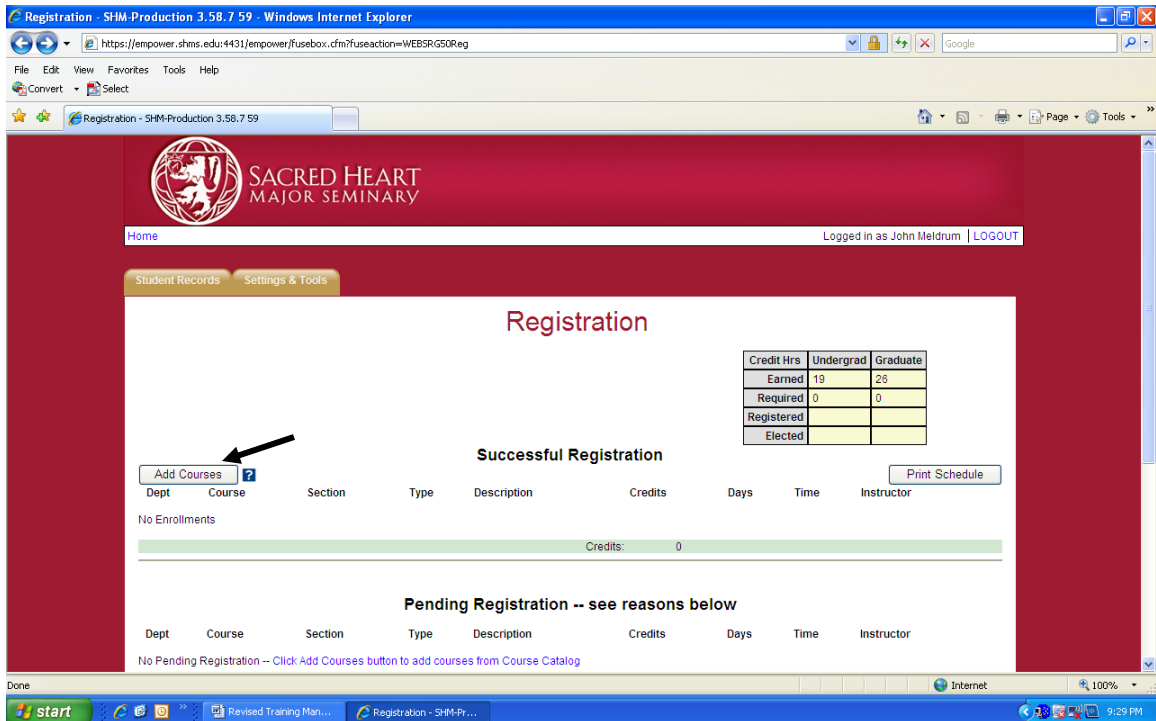 Registration - SHM-Production 3.58.7 59 - Windows Internet Explorer
https://empower.shms.edu:4431/empower/fusebox.cfm?fuseaction=WEBSRG50Reg
Google
File Edit View Favorites Tools Help
Convert Select
Registration - SHM-Production 3.58.7 59
Page Tools »
SACRED HEART
MAJOR SEMINARY
Home
Logged in as John Meldrum | LOGOUT
Student Records
Settings & Tools
Registration
Credit Hrs Undergrad Graduate
Earned 19 26
Required 0 0
Registered
Elected
Successful Registration
Add Courses ?
Print Schedule
Dept Course Section Type Description Credits Days Time Instructor
No Enrollments
Credits: 0
Pending Registration -- see reasons below
Dept Course Section Type Description Credits Days Time Instructor
No Pending Registration -- Click Add Courses button to add courses from Course Catalog
Done
Internet
100%
start
»
Revised Training Man...
Registration - SHM-Pr...
9:29 PM